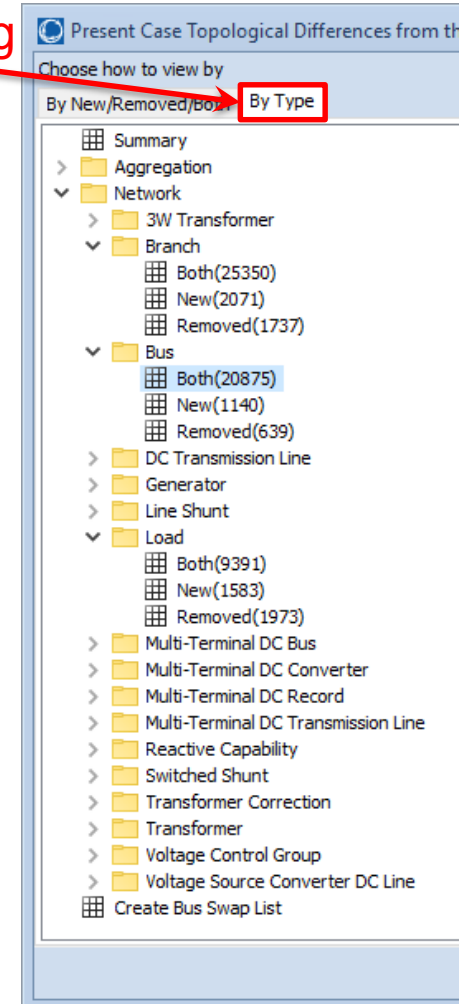 g
Present Case Topological Differences from th
Choose how to view by
By New/Removed/Both By Type
Summary
Aggregation
Network
3W Transformer
Branch
Both(25350)
New(2071)
Removed(1737)
Bus
Both(20875)
New(1140)
Removed(639)
DC Transmission Line
Generator
Line Shunt
Load
Both(9391)
New(1583)
Removed(1973)
Multi-Terminal DC Bus
Multi-Terminal DC Converter
Multi-Terminal DC Record
Multi-Terminal DC Transmission Line
Reactive Capability
Switched Shunt
Transformer Correction
Transformer
Voltage Control Group
Voltage Source Converter DC Line
Create Bus Swap List